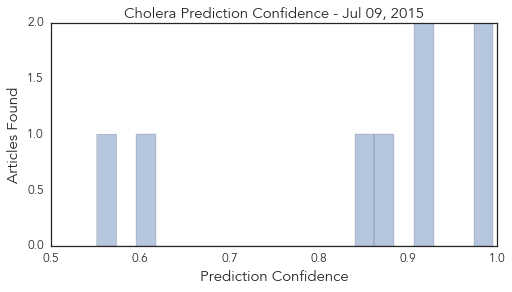 Cholera Prediction Confidence - Jul 09, 2015
2.0
1.5
1.0
0.5
0.0
Articles Found
0.5 0.6 0.7 0.8 0.9 1.0
Prediction Confidence